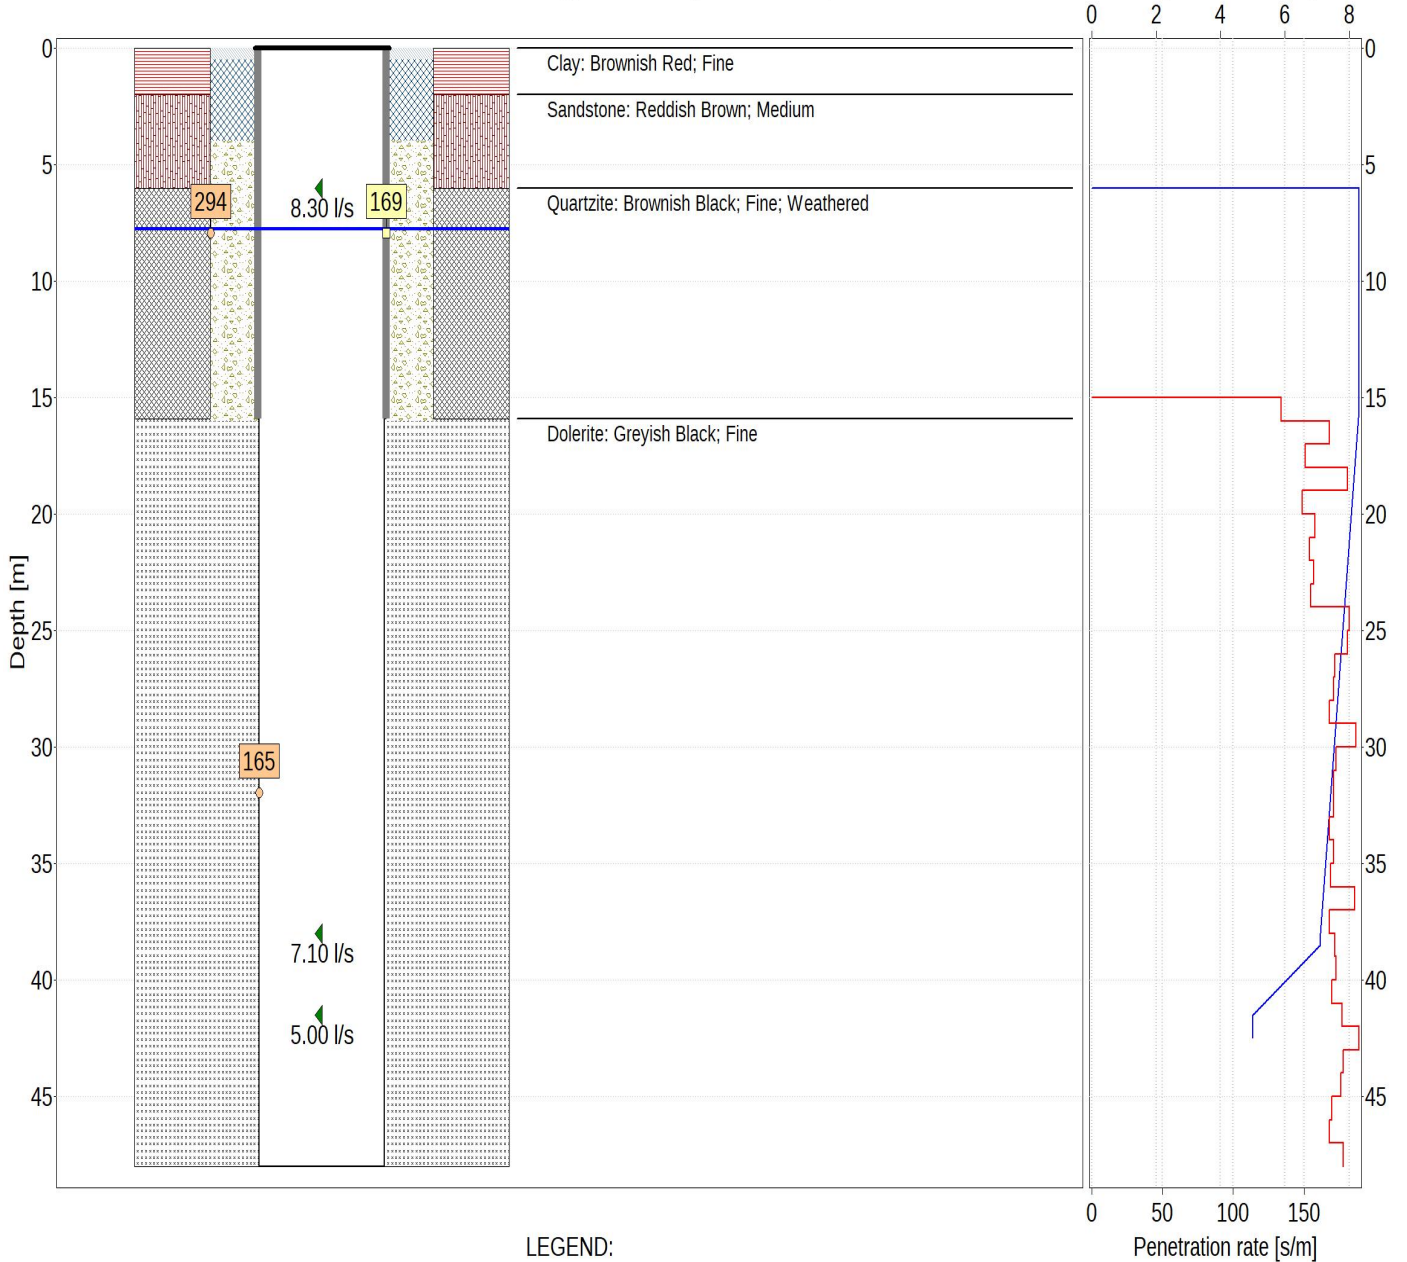 0 2 4 6 8
0 Clay: Brownish Red; Fine 0
Sandstone: Reddish Brown; Medium
5 5
294 8.30 l/s 169 Quartzite: Brownish Black; Fine; Weathered
10 10
15 15
Dolerite: Greyish Black; Fine
20 20
Depth [m]
25 25
30 30
165
35 35
7.10 l/s
40 40
5.00 l/s
45 45
0 50 100 150
LEGEND: Penetration rate [s/m]